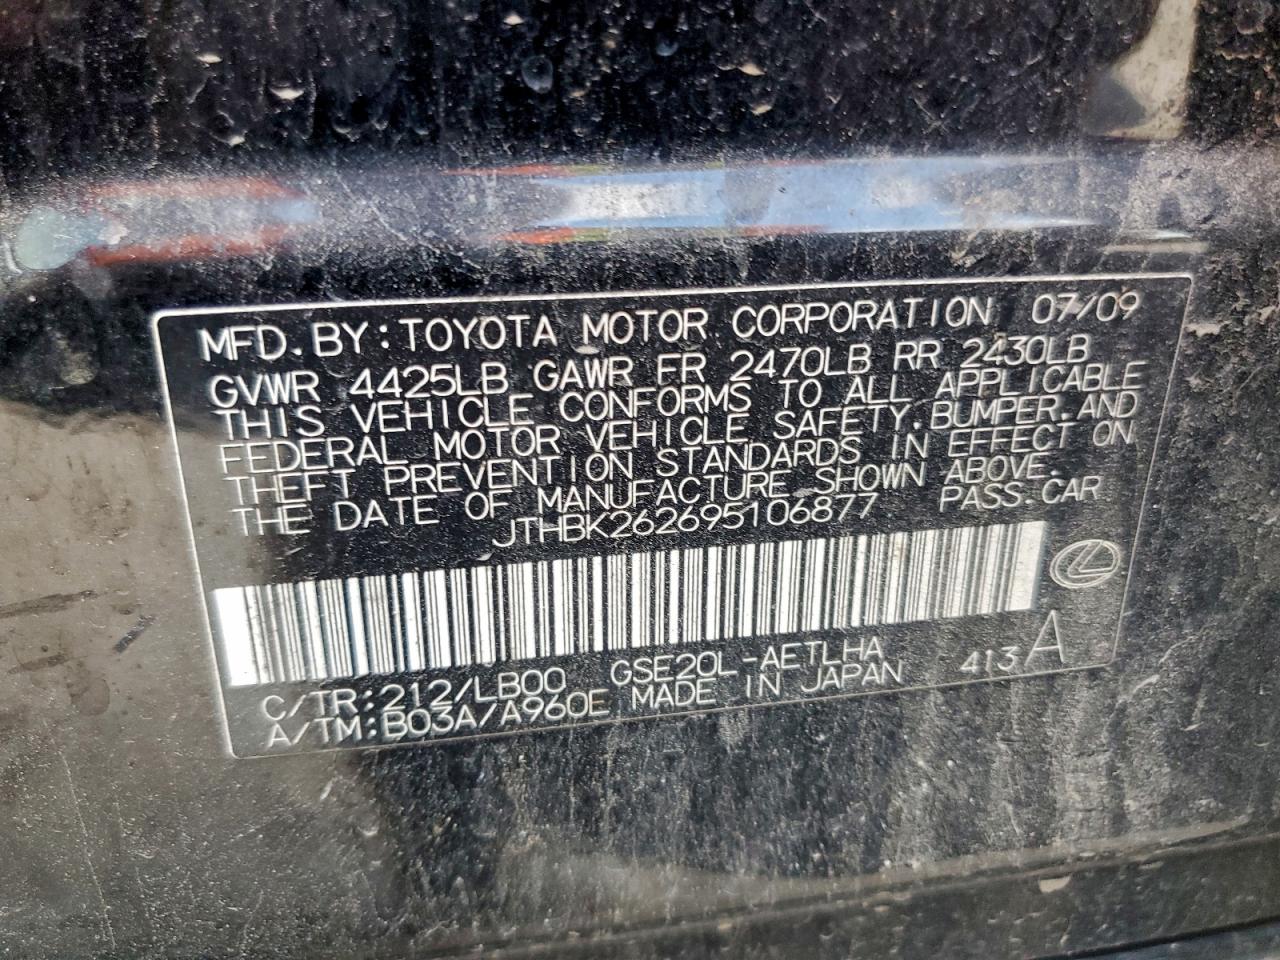 MFD. BY: TOYOTA MOTOR CORPORATION 07/09
GVWR 4425LB GAWR FR 2470LB RR 2430LB
THIS VEHICLE CONFORMS TO ALL APPLICABLE
FEDERAL MOTOR VEHICLE SAFETY, BUMPER, AND
THEFT PREVENTION STANDARDS IN EFFECT ON
THE DATE OF MANUFACTURE SHOWN ABOVE.
JTHBK262695106877 PASS. CAR
C/TR: 212/LB00 GSE20L-AETLHA 413 A
A/TM: B03A/A960E MADE IN JAPAN